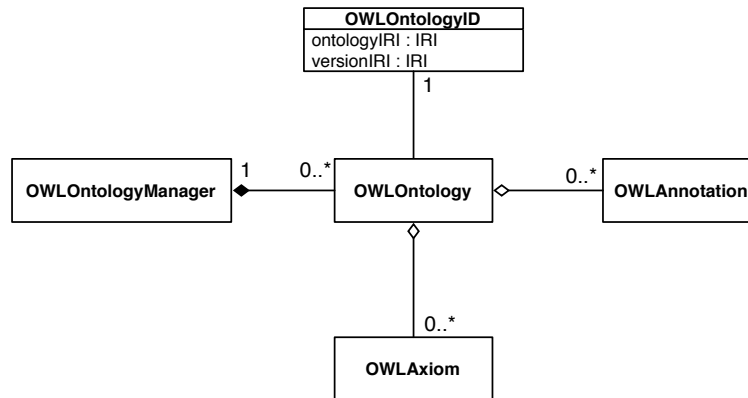 OWLOntologyID
ontologyIRI : IRI
versionIRI : IRI
1
1
0..*
0..*
OWLOntologyManager
OWLOntology
OWLAnnotation
0..*
OWLAxiom